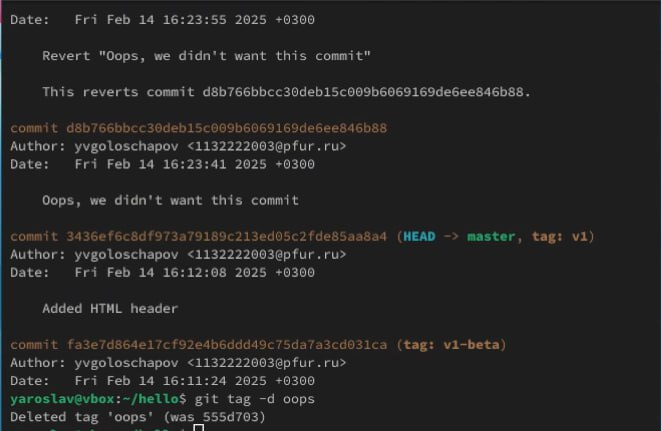 Date:   Fri Feb 14 16:23:55 2025 +0300
Revert "Oops, we didn't want this commit"
This reverts commit d8b766bbcc30deb15c009b6069169de6ee846b88.
commit d8b766bbcc30deb15c009b6069169de6ee846b88
Author: yvgoloschapov <1132222003@pfur.ru>
Date:   Fri Feb 14 16:23:41 2025 +0300
Oops, we didn't want this commit
commit 3436ef6c8df973a79189c213ed05c2fde85aa8a4 (HEAD -> master, tag: v1)
Author: yvgoloschapov <1132222003@pfur.ru>
Date:   Fri Feb 14 16:12:08 2025 +0300
Added HTML header
commit fa3e7d864e17cf92e4b6ddd49c75da7a3cd031ca (tag: v1-beta)
Author: yvgoloschapov <1132222003@pfur.ru>
Date:   Fri Feb 14 16:11:24 2025 +0300
yaroslav@vbox:~/hello$ git tag -d oops
Deleted tag 'oops' (was 555d703)